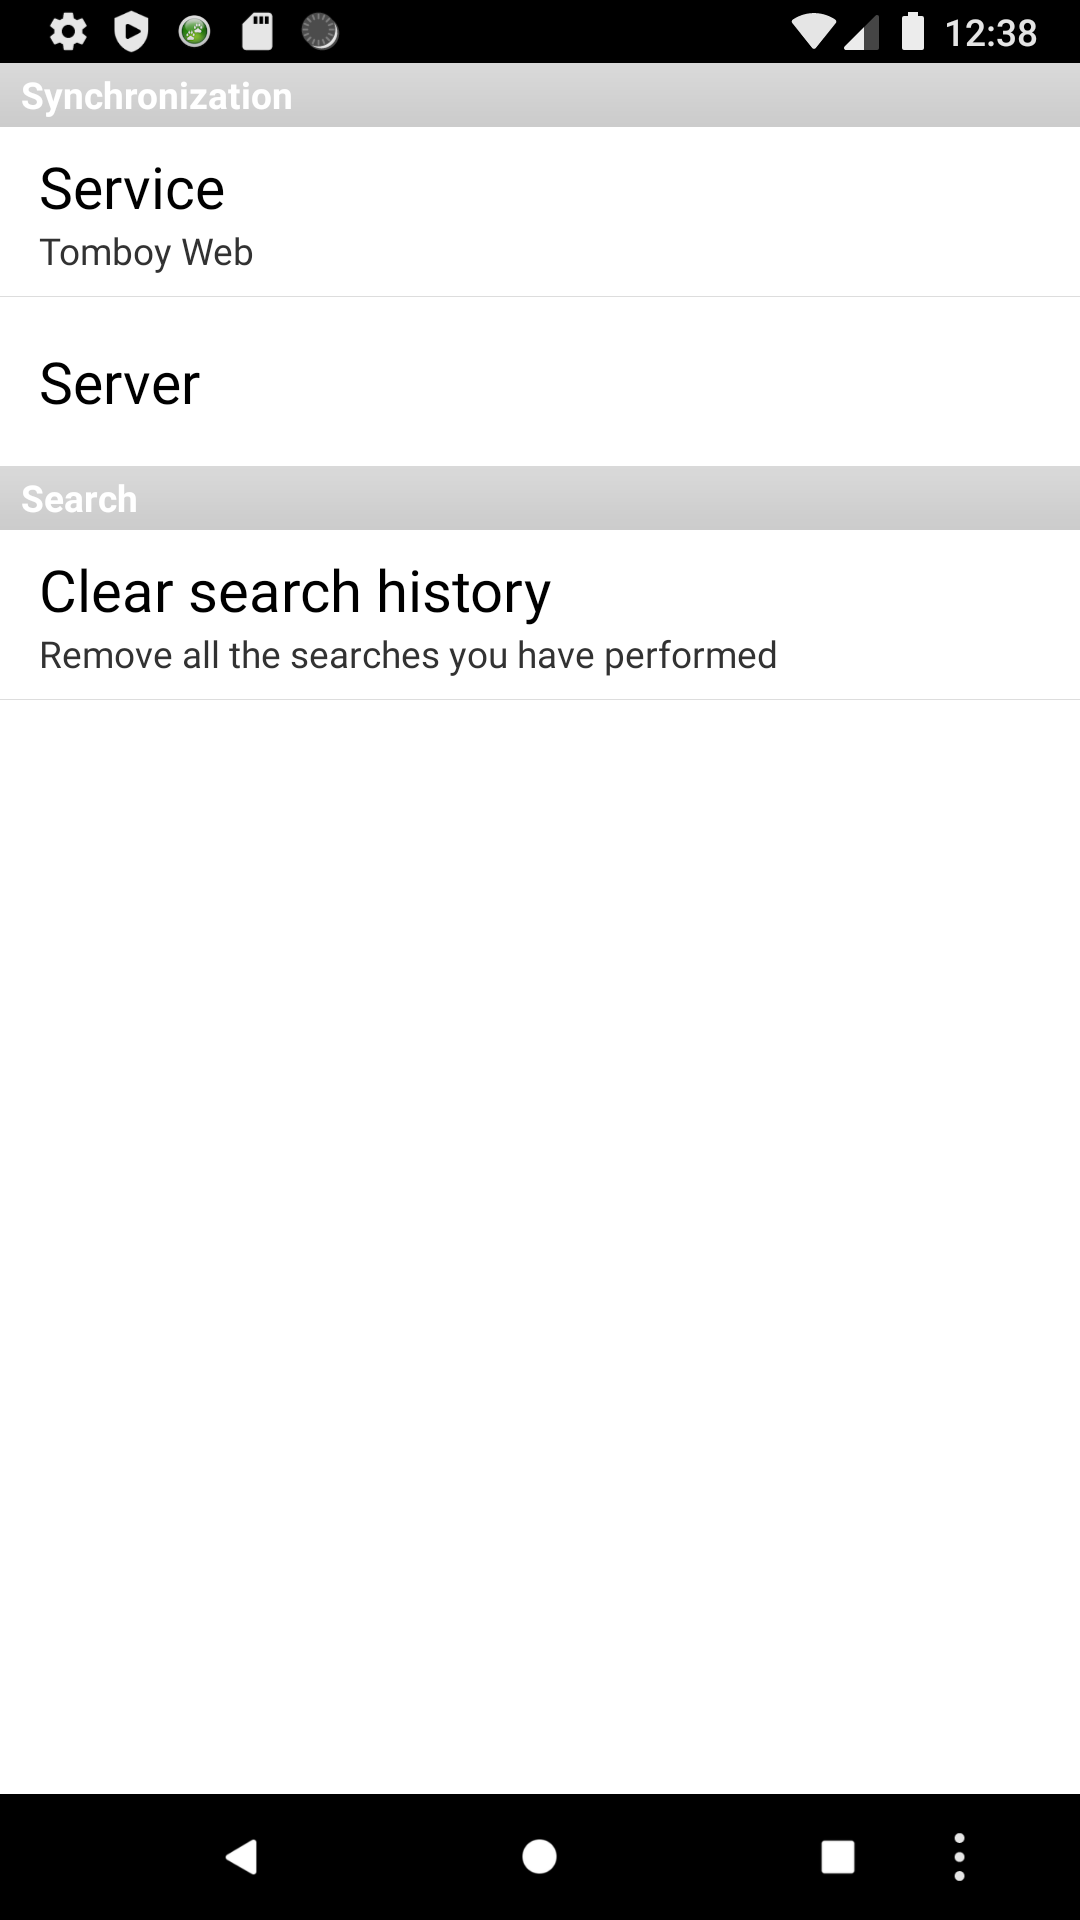 12:38
Synchronization
Service
Tomboy Web
Server
Search
Clear search history
Remove all the searches you have performed